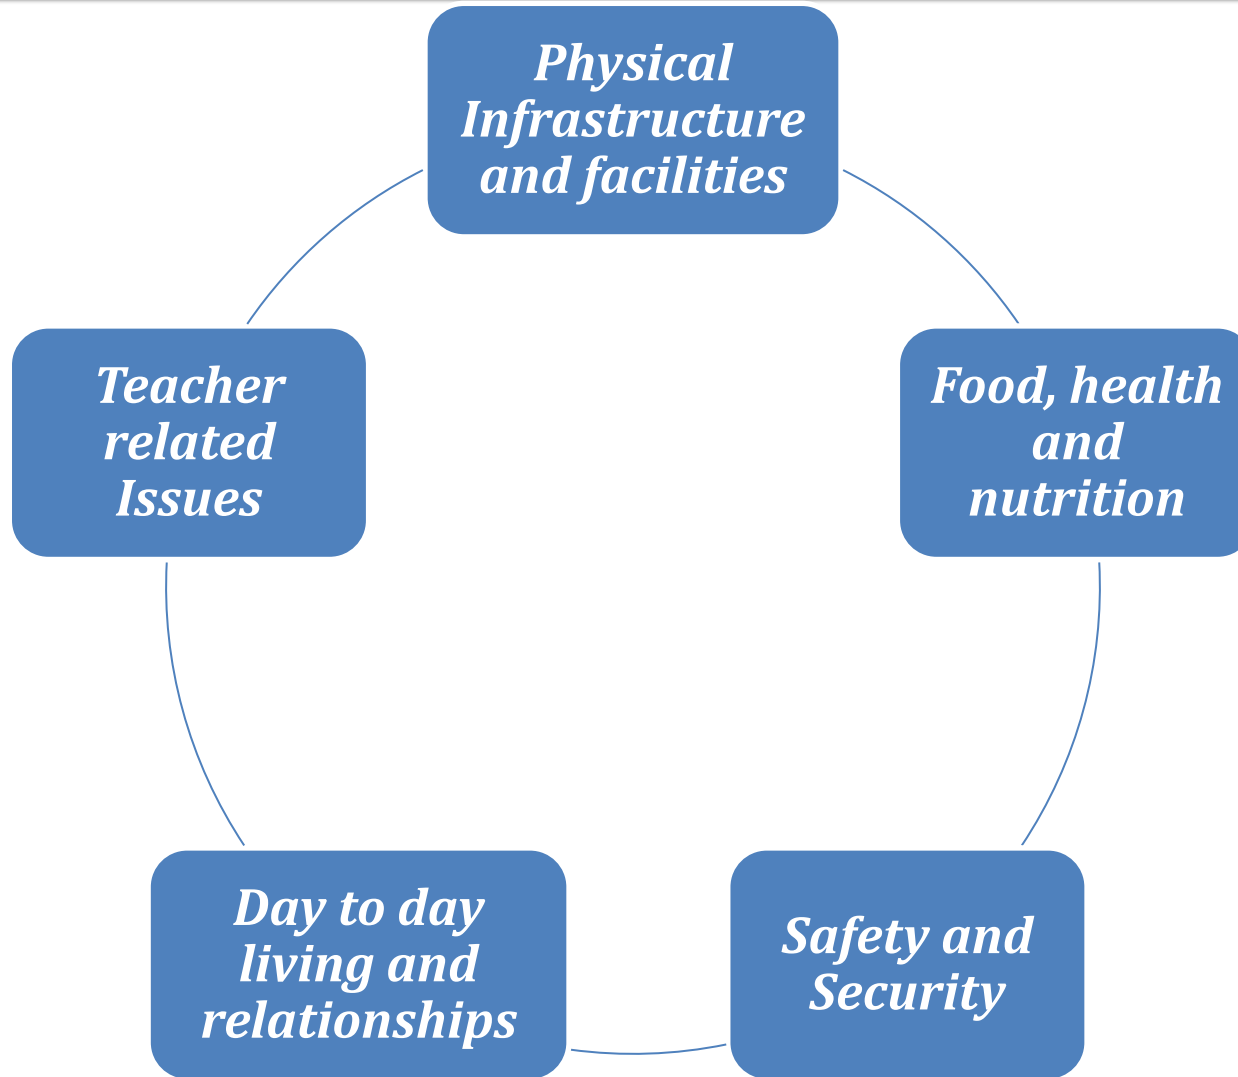 Physical
Infrastructure
and facilities
Teacher
related
Issues
Food, health
and
nutrition
Day to day
living and
relationships
Safety and
Security